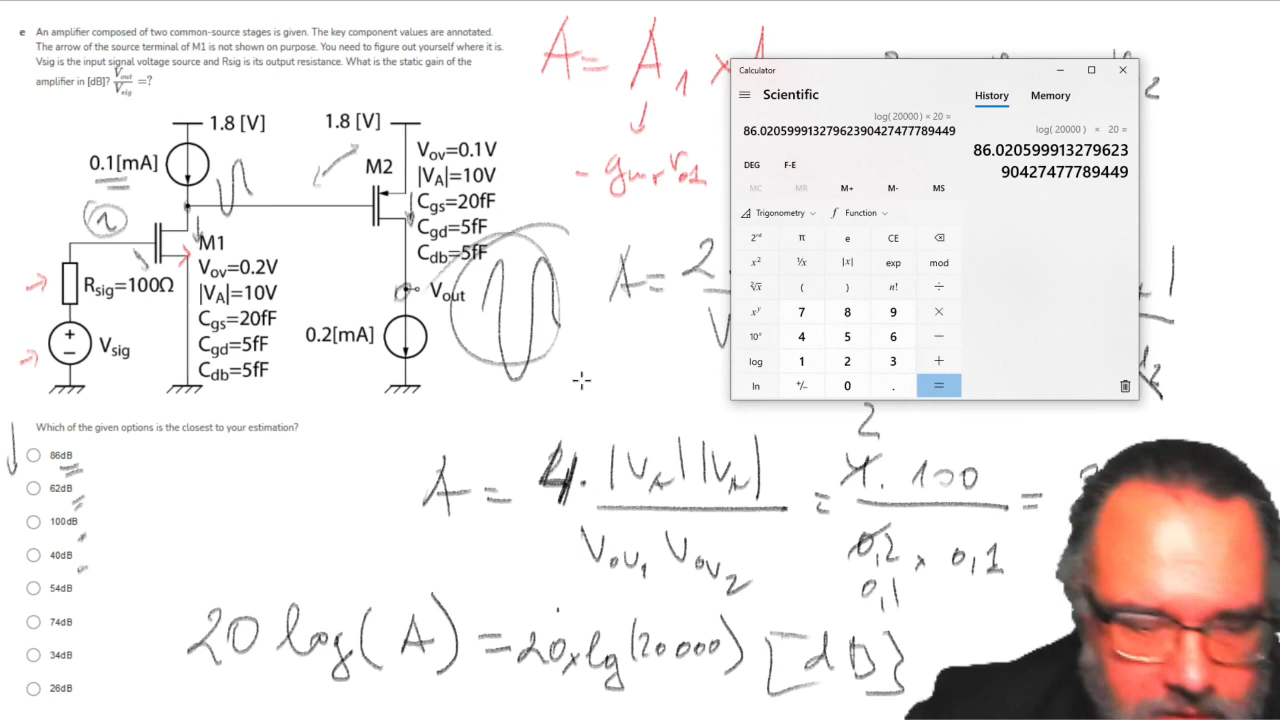 e An amplifier composed of two common-source stages is given. The key component values are annotated.
The arrow of the source terminal of M1 is not shown on purpose. You need to figure out yourself where it is.
Vsig is the input signal voltage source and Rsig is its output resistance. What is the static gain of the
amplifier in [dB]? Vout/Vsig =?
1.8 [V]
1.8 [V]
0.1[mA]
M2
Vov=0.1V
|VA|=10V
Cgs=20fF
Cgd=5fF
Cdb=5fF
M1
Vov=0.2V
|VA|=10V
Cgs=20fF
Cgd=5fF
Cdb=5fF
Rsig=100Ω
Vsig
Vout
0.2[mA]
Which of the given options is the closest to your estimation?
86dB
62dB
100dB
40dB
54dB
74dB
34dB
26dB
A = A1 ×
- gm1 ro1
A = 2
A = 4. |VA| |VA| = 4. 100 =
Vov1 Vov2
0,2 × 0,1
2
0,1
20 log(A) = 20 × lg(20000) [dB]
Calculator
Scientific
History
Memory
log( 20000 ) × 20 =
86.02059991327962390427477789449
log( 20000 ) × 20 =
86.020599913279623
90427477789449
DEG
F-E
MC
MR
M+
M-
MS
Trigonometry
Function
2nd
π
e
CE
x²
¹/x
|x|
exp
mod
²√x
(
)
n!
÷
xʸ
7
8
9
×
10ˣ
4
5
6
−
log
1
2
3
+
ln
+/−
0
.
=